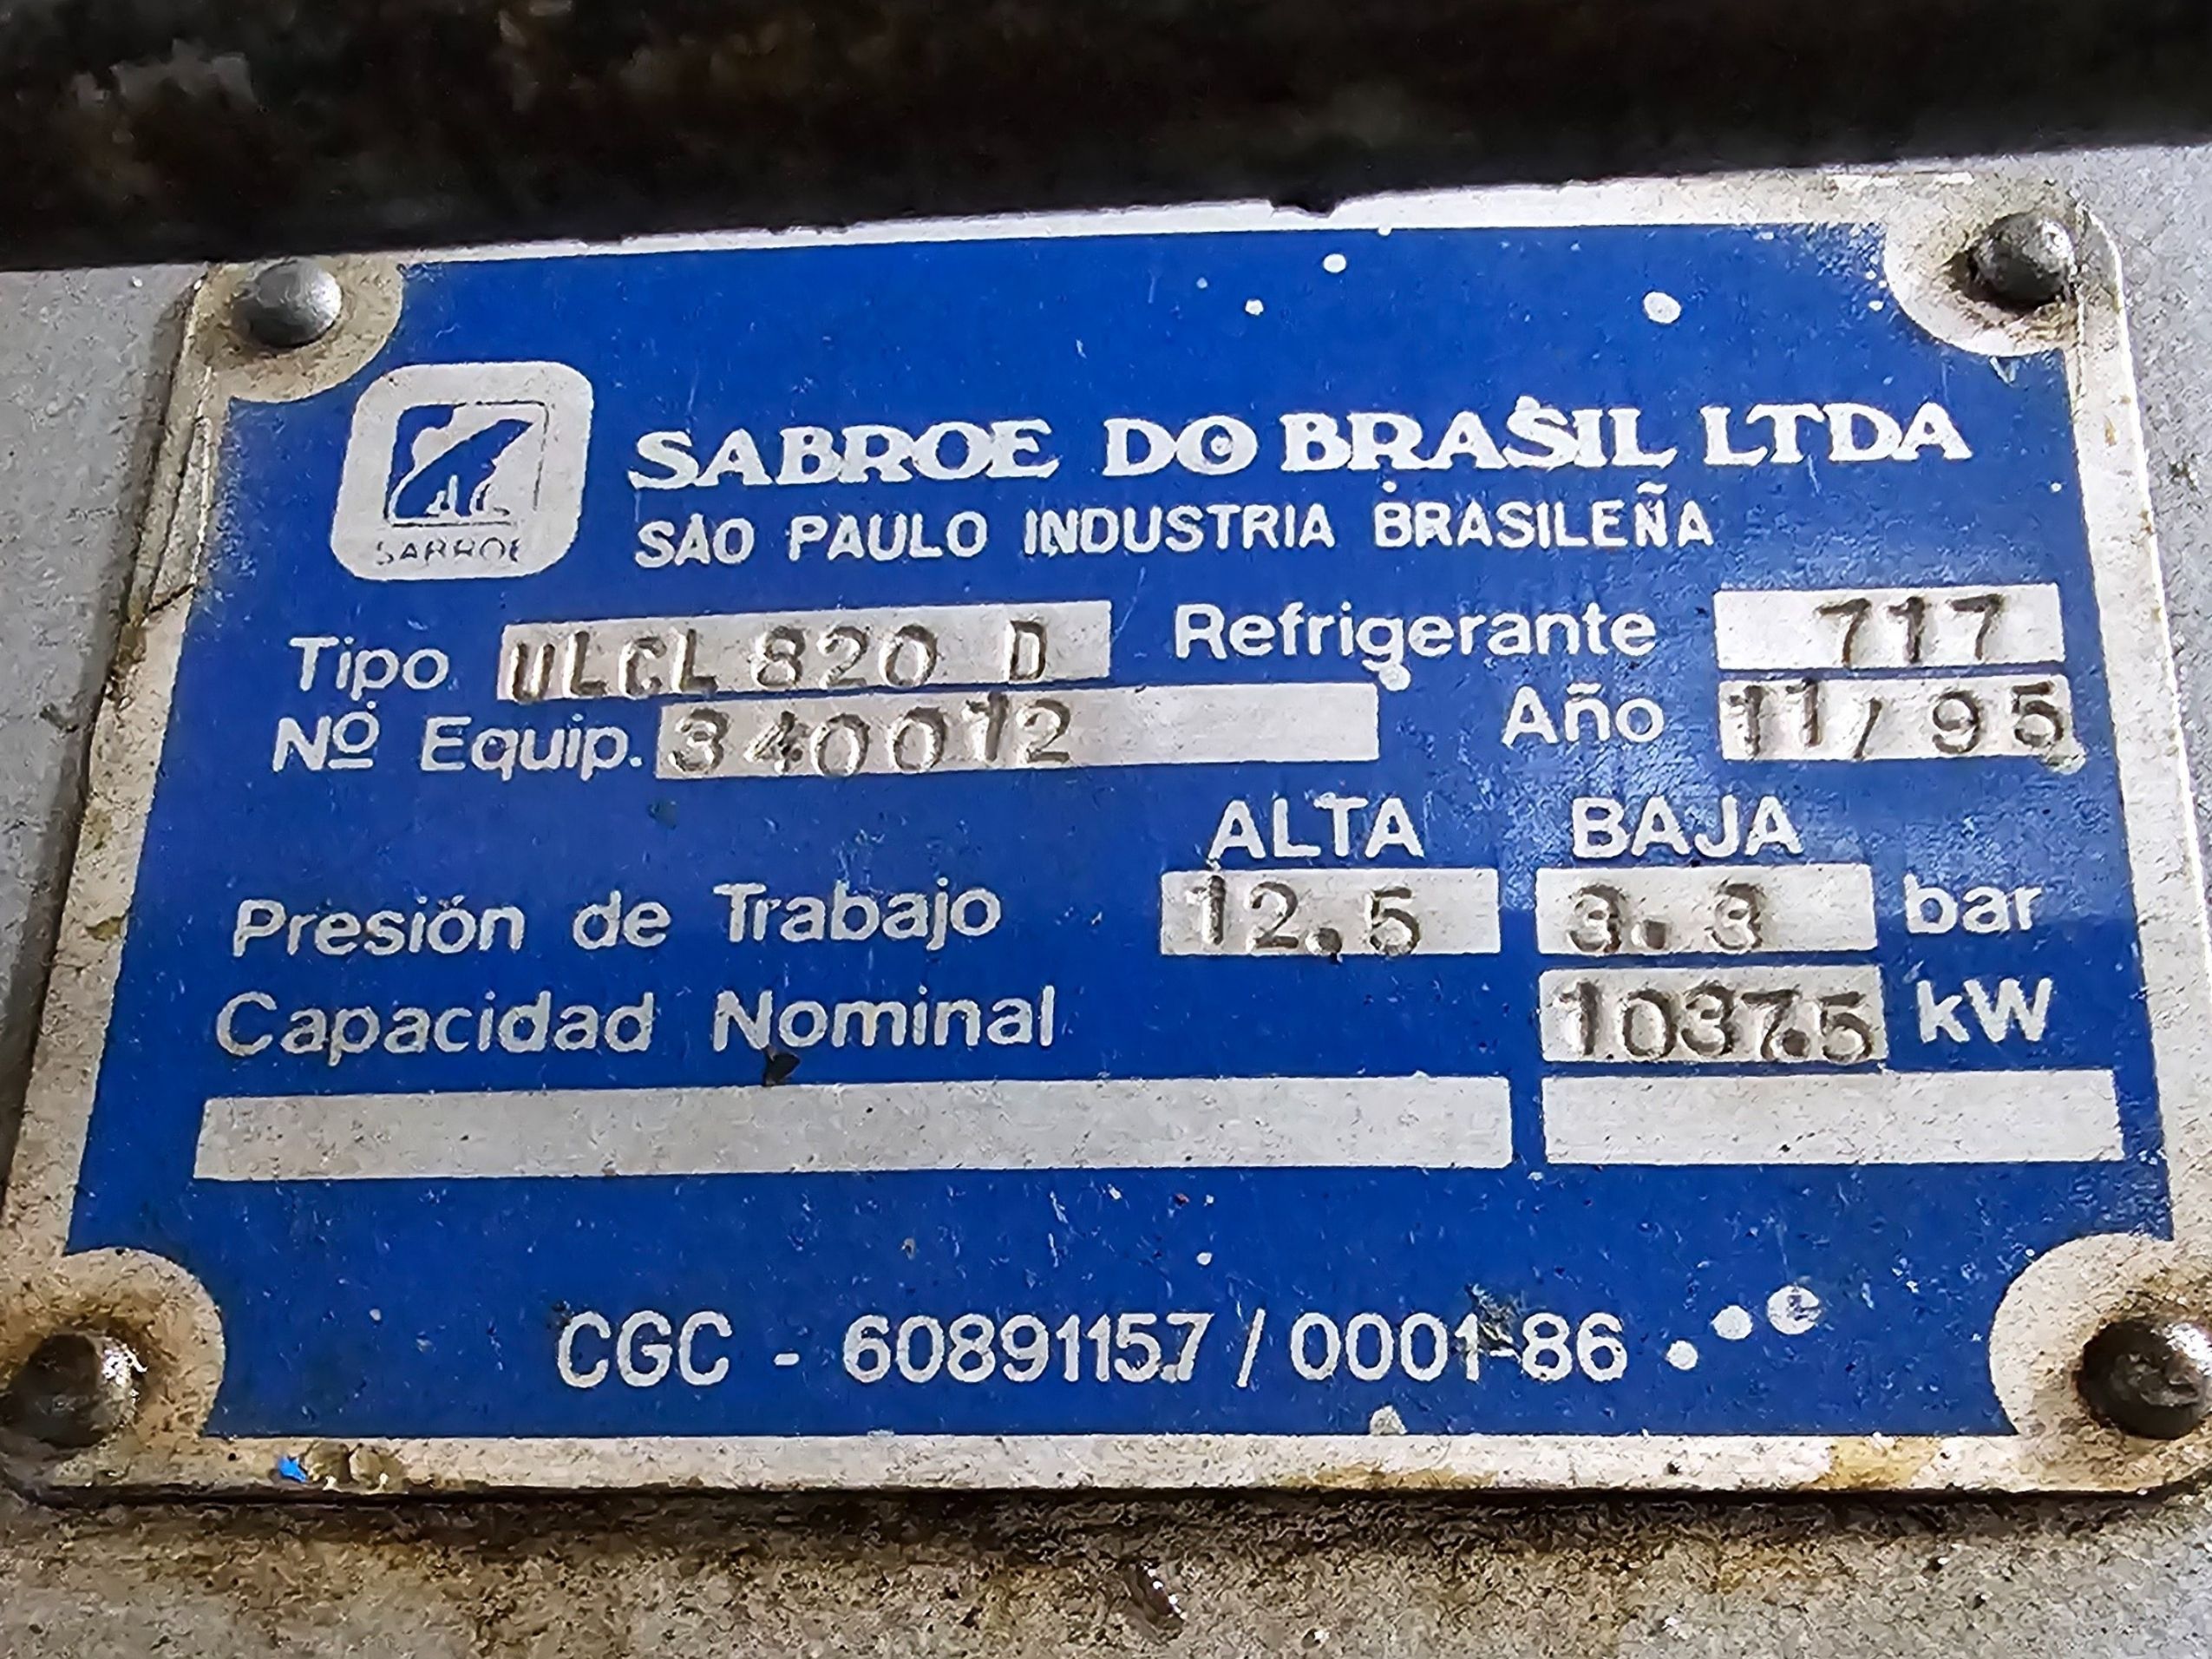 SABROE
SABROE DO BRASIL LTDA
SAO PAULO INDUSTRIA BRASILEÑA
Tipo ULCL 820 D Refrigerante 717
Nº Equip. 340012 Año 11/95
ALTA BAJA
Presión de Trabajo 12.5 3.3 bar
Capacidad Nominal 1037.5 kW
CGC - 60891157/0001-86